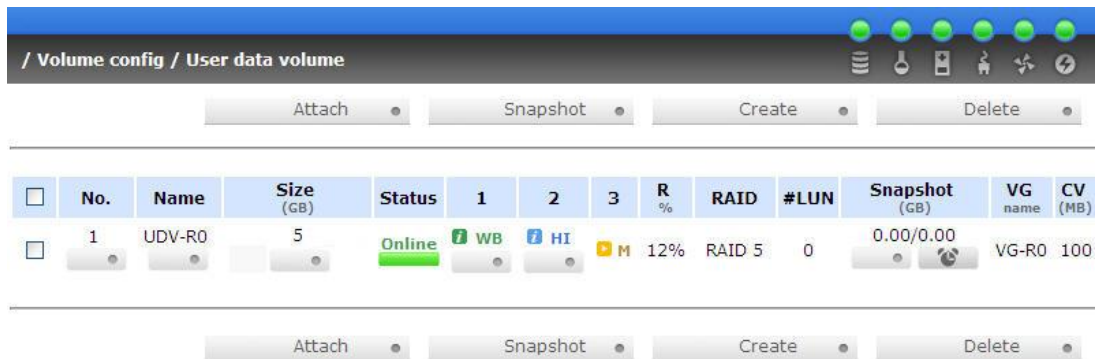 / Volume config / User data volume
Attach Snapshot Create Delete
No. Name Size (GB) Status 1 2 3 R % RAID #LUN Snapshot (GB) VG name CV (MB)
1 UDV-R0 5 Online WB HI M 12% RAID 5 0 0.00/0.00 VG-R0 100
Attach Snapshot Create Delete